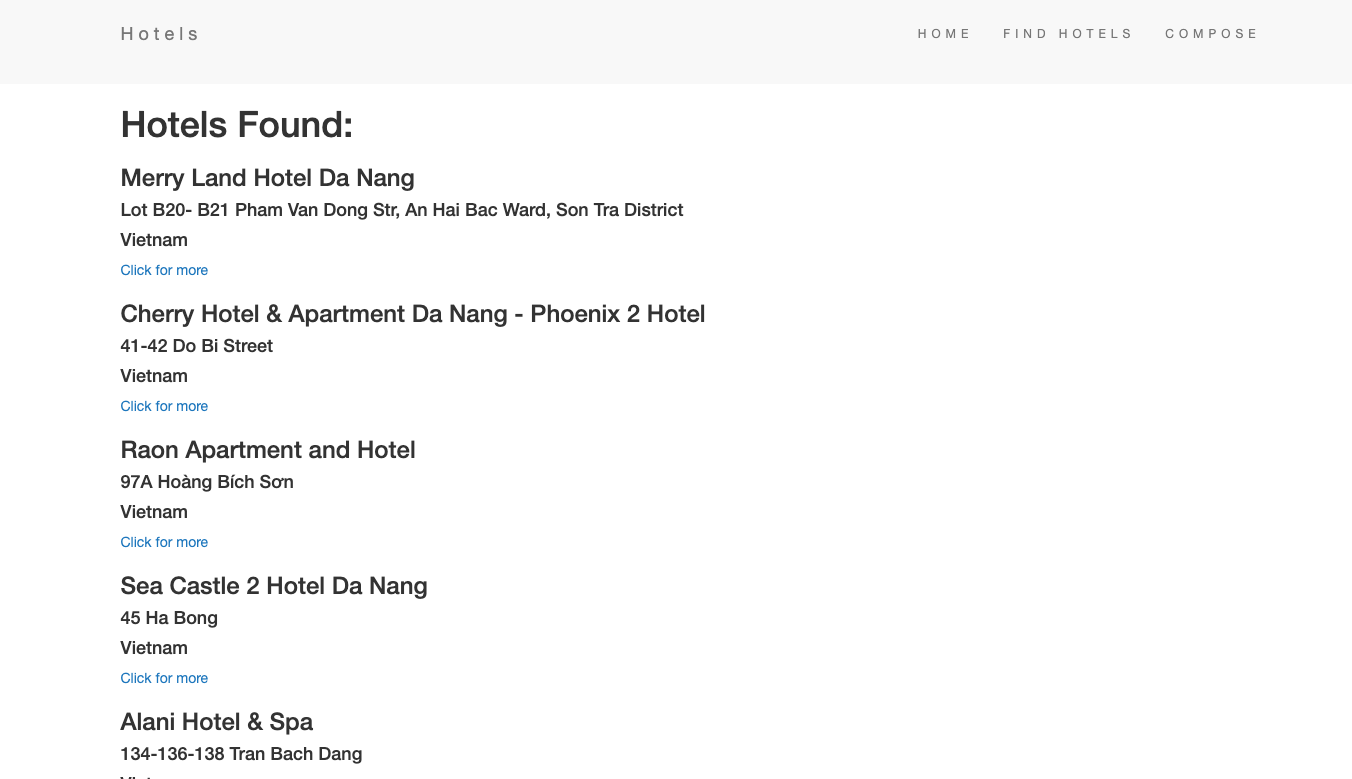 Hotels
HOME FIND HOTELS COMPOSE
Hotels Found:
Merry Land Hotel Da Nang
Lot B20- B21 Pham Van Dong Str, An Hai Bac Ward, Son Tra District
Vietnam
Click for more
Cherry Hotel & Apartment Da Nang - Phoenix 2 Hotel
41-42 Do Bi Street
Vietnam
Click for more
Raon Apartment and Hotel
97A Hoàng Bích Sơn
Vietnam
Click for more
Sea Castle 2 Hotel Da Nang
45 Ha Bong
Vietnam
Click for more
Alani Hotel & Spa
134-136-138 Tran Bach Dang